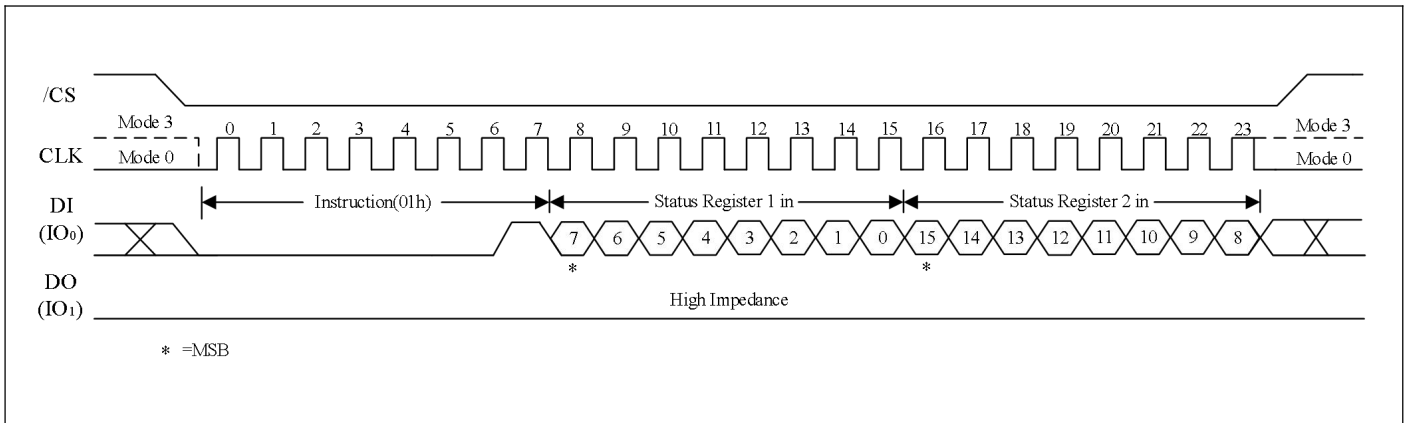 /CS
Mode 3 0 1 2 3 4 5 6 7 8 9 10 11 12 13 14 15 16 17 18 19 20 21 22 23 Mode 3
CLK Mode 0 Mode 0
DI Instruction(01h) Status Register 1 in Status Register 2 in
(IO₀) 7 6 5 4 3 2 1 0 15 14 13 12 11 10 9 8
* *
DO
High Impedance
(IO₁)
* =MSB